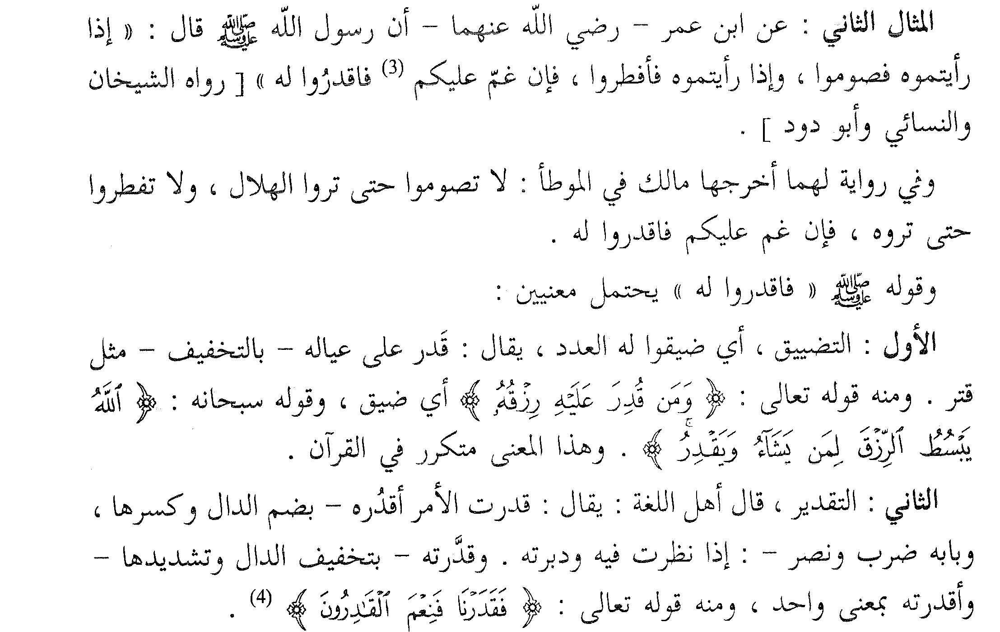 المثال الثاني : عن ابن عمر – رضي اللّه عنهما – أن رسول اللّه ﷺ قال : « إذا
رأيتموه فصوموا ، وإذا رأيتموه فأفطروا ، فإن غمّ عليكم (3) فاقدرُوا له » [ رواه الشيخان
والنسائي وأبو دود ] .
وفي رواية لهما أخرجها مالك في الموطأ : لا تصوموا حتى تروا الهلال ، ولا تفطروا
حتى تروه ، فإن غم عليكم فاقدروا له .
وقوله ﷺ « فاقدروا له » يحتمل معنيين :
الأول : التضييق ، أي ضيقوا له العدد ، يقال : قَدر على عياله – بالتخفيف – مثل
قتر . ومنه قوله تعالى : ﴿ وَمَن قُدِرَ عَلَيْهِ رِزْقُهُۥ ﴾ أي ضيق ، وقوله سبحانه : ﴿ ٱللَّهُ
يَبْسُطُ ٱلرِّزْقَ لِمَن يَشَآءُ وَيَقْدِرُۚ ﴾ . وهذا المعنى متكرر في القرآن .
الثاني : التقدير ، قال أهل اللغة : يقال : قدرت الأمر أقدُره – بضم الدال وكسرها ،
وبابه ضرب ونصر – : إذا نظرت فيه ودبرته . وقدَّرته – بتخفيف الدال وتشديدها –
وأقدرته بمعنى واحد ، ومنه قوله تعالى : ﴿ فَقَدَرْنَا فَنِعْمَ ٱلْقَٰدِرُونَ ﴾ (4) .